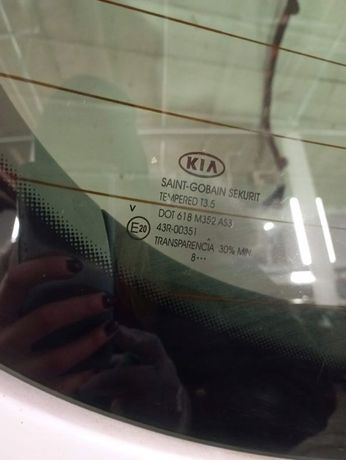 KIA
SAINT-GOBAIN SEKURIT
TEMPERED T3.5
DOT 618 M352 AS3
V
E20 43R-00351
TRANSPARENCIA 30% MIN.
8•••